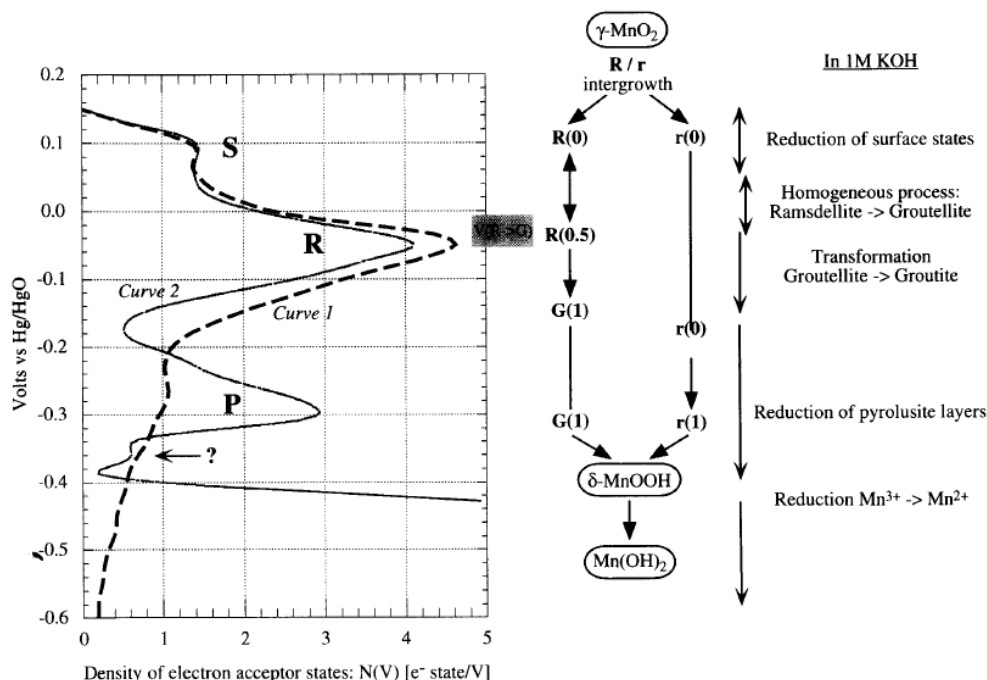 γ-MnO₂
R / r
intergrowth
In 1M KOH
0.2
0.1
0.0
-0.1
-0.2
-0.3
-0.4
-0.5
-0.6
0
1
2
3
4
5
Volts vs Hg/HgO
Density of electron acceptor states: N(V) [e⁻ state/V]
S
R
P
Curve 2
Curve 1
?
R(0)
r(0)
R(0.5)
G(1)
r(0)
G(1)
r(1)
δ-MnOOH
Mn(OH)₂
Reduction of surface states
Homogeneous process:
Ramsdellite -> Groutellite
Transformation
Groutellite -> Groutite
Reduction of pyrolusite layers
Reduction Mn³⁺ -> Mn²⁺